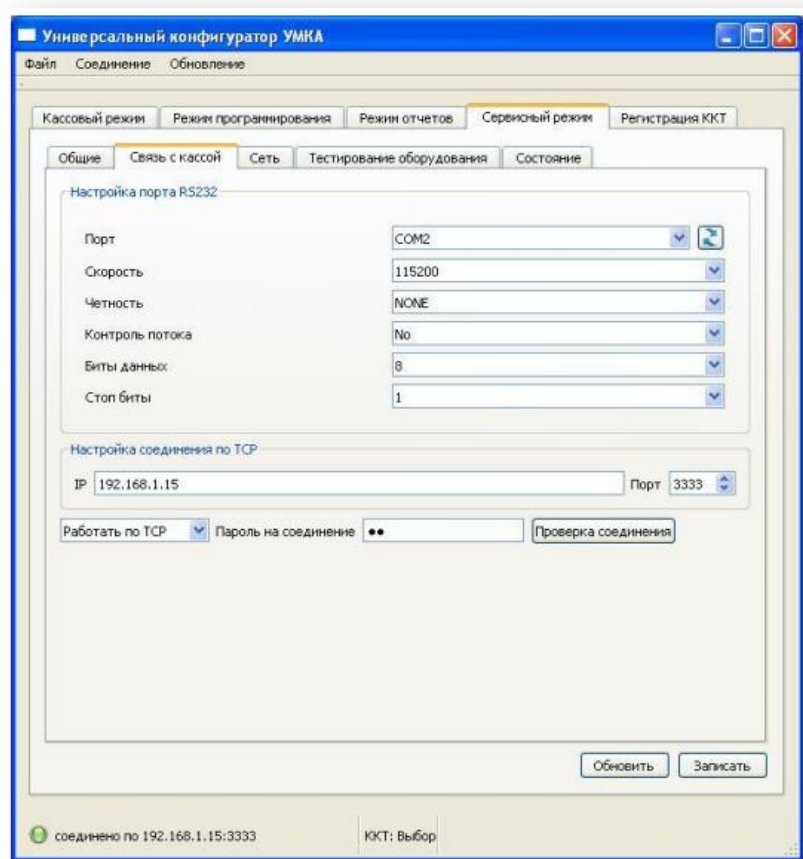 Универсальный конфигуратор УМКА
Файл Соединение Обновление
Кассовый режим Режим программирования Режим отчетов Сервисный режим Регистрация ККТ
Общие Связь с кассой Сеть Тестирование оборудования Состояние
Настройка порта RS232
Порт COM2
Скорость 115200
Четность NONE
Контроль потока No
Биты данных 8
Стоп биты 1
Настройка соединения по TCP
IP 192.168.1.15 Порт 3333
Работать по TCP Пароль на соединение ●● Проверка соединения
Обновить Записать
соединено по 192.168.1.15:3333 ККТ: Выбор